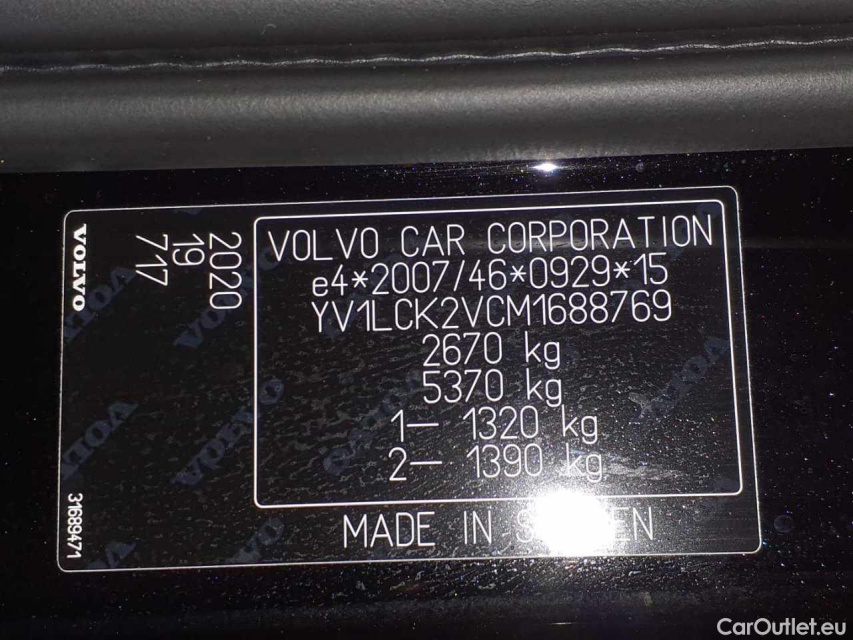 VOLVO
2020
19
717
31689471
VOLVO CAR CORPORATION
e4*2007/46*0929*15
YV1LCK2VCM1688769
2670 kg
5370 kg
1– 1320 kg
2– 1390 kg
MADE IN
CarOutlet.eu